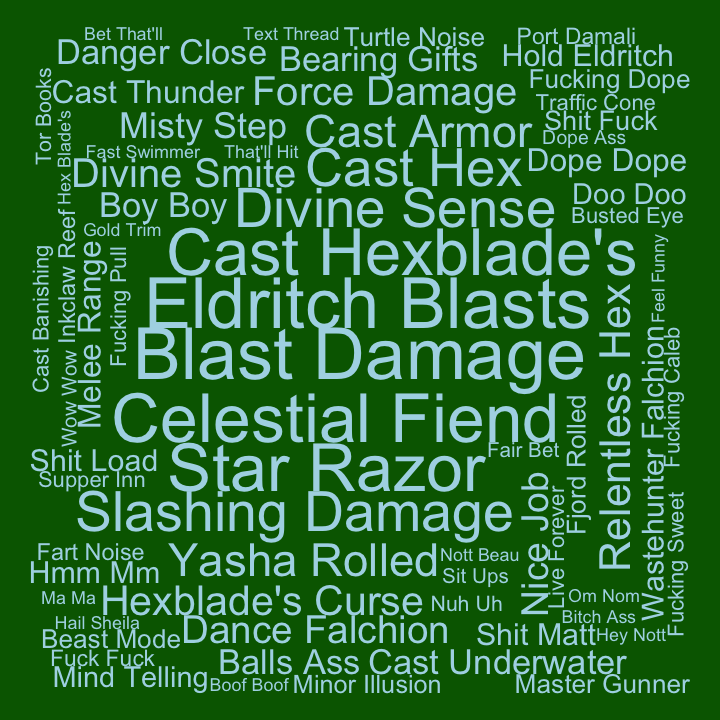 Bet That'll
Text Thread
Turtle Noise
Port Damali
Danger Close
Bearing Gifts
Hold Eldritch
Tor Books
Cast Thunder
Force Damage
Fucking Dope
Traffic Cone
Hex Blade's
Misty Step
Cast Armor
Shit Fuck
Dope Ass
Fast Swimmer
That'll Hit
Divine Smite
Cast Hex
Dope Dope
Boy Boy
Divine Sense
Doo Doo
Busted Eye
Gold Trim
Cast Hexblade's
Cast Banishing
Wow Wow
Inkclaw Reef
Melee Range
Fucking Pull
Eldritch Blasts
Feel Funny
Blast Damage
Relentless Hex
Wastehunter Falchion
Fucking Caleb
Celestial Fiend
Fjord Rolled
Shit Load
Supper Inn
Star Razor
Fair Bet
Slashing Damage
Nice Job
Live Forever
Fucking Sweet
Fart Noise
Hmm Mm
Yasha Rolled
Nott Beau
Sit Ups
Ma Ma
Hexblade's Curse
Nuh Uh
Om Nom
Bitch Ass
Hail Sheila
Beast Mode
Dance Falchion
Shit Matt
Hey Nott
Fuck Fuck
Balls Ass
Cast Underwater
Mind Telling
Boof Boof
Minor Illusion
Master Gunner